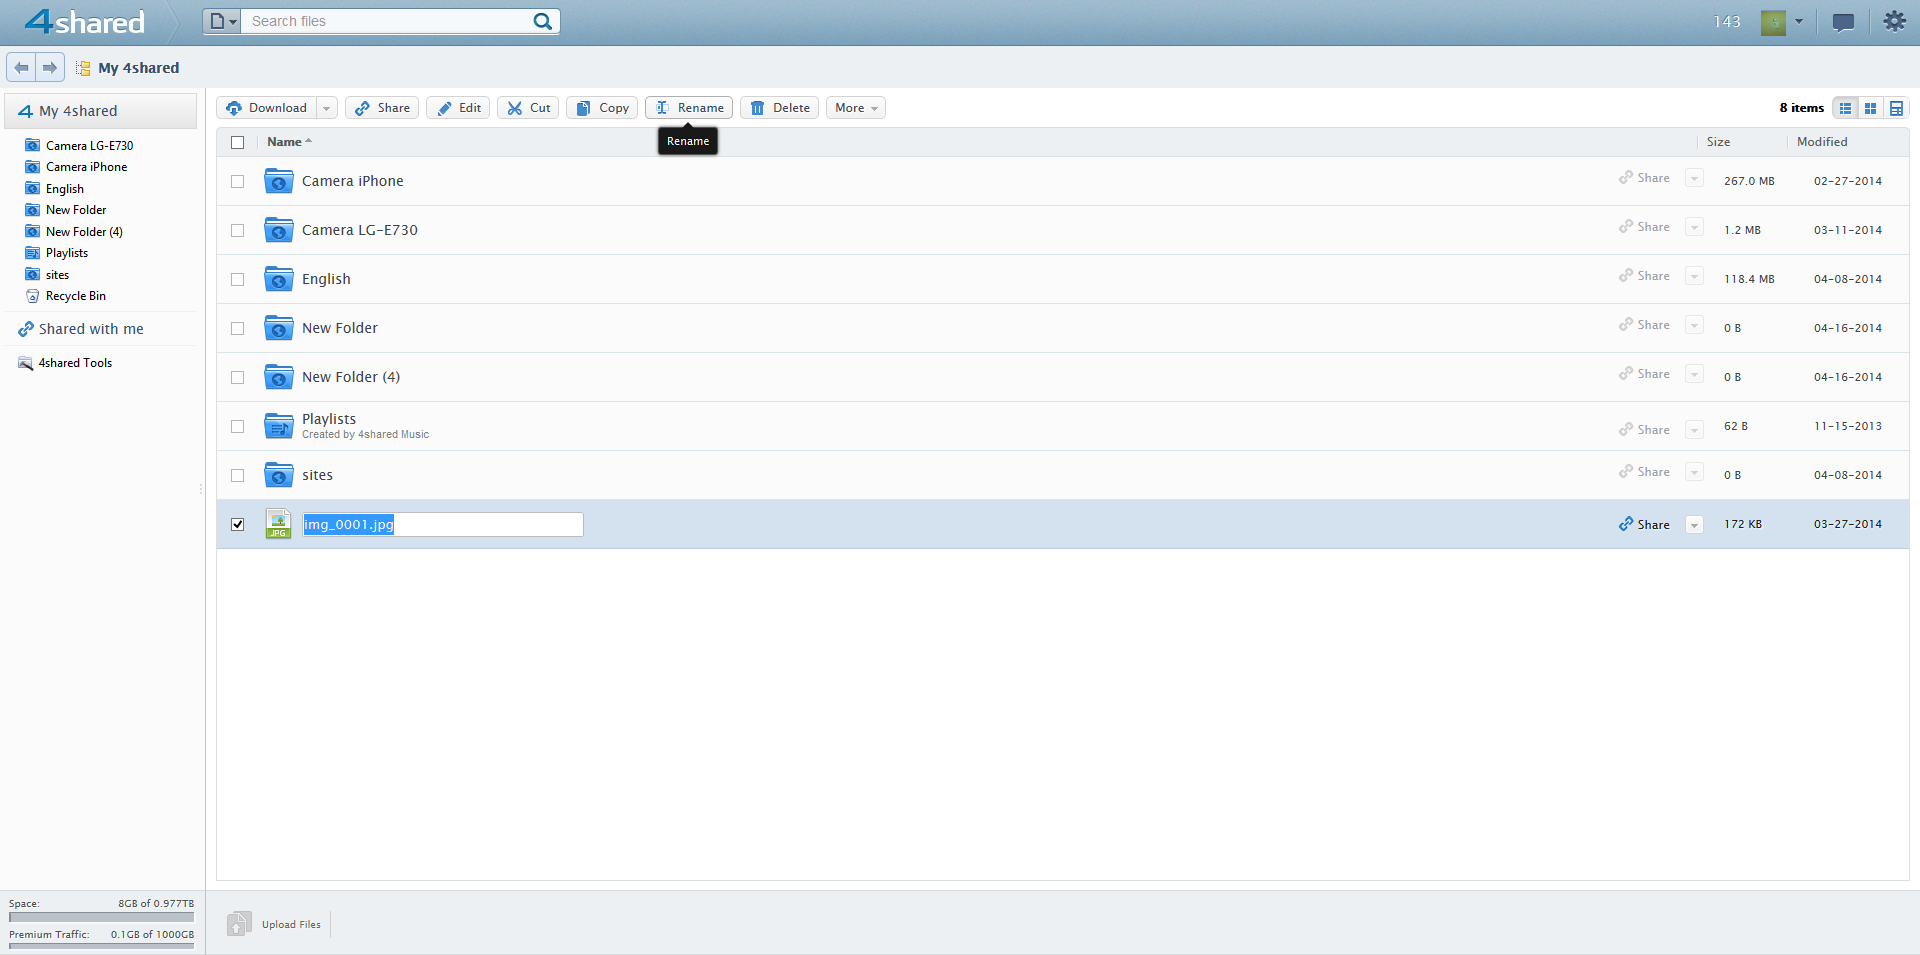 4shared
Search files
143
My 4shared
My 4shared
Camera LG-E730
Camera iPhone
English
New Folder
New Folder (4)
Playlists
sites
Recycle Bin
Shared with me
4shared Tools
Download Share Edit Cut Copy Rename Delete More
8 items
Rename
Name Size Modified
Camera iPhone Share 267.0 MB 02-27-2014
Camera LG-E730 Share 1.2 MB 03-11-2014
English Share 118.4 MB 04-08-2014
New Folder Share 0 B 04-16-2014
New Folder (4) Share 0 B 04-16-2014
Playlists
Created by 4shared Music
Share 62 B 11-15-2013
sites Share 0 B 04-08-2014
JPG img_0001.jpg Share 172 KB 03-27-2014
Space: 8GB of 0.977TB
Premium Traffic: 0.1GB of 1000GB
Upload Files